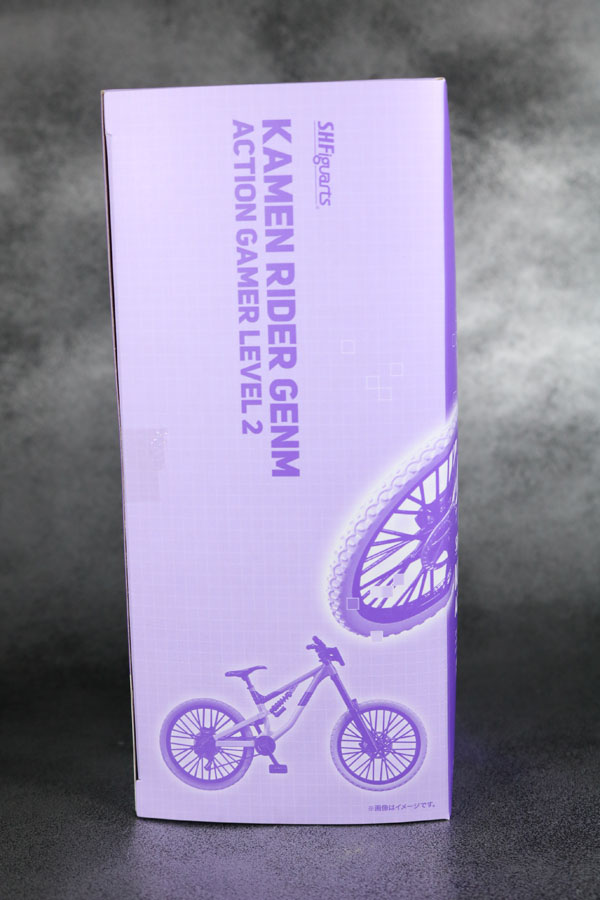 S.H.Figuarts
KAMEN RIDER GENM
ACTION GAMER LEVEL 2
※画像はイメージです。